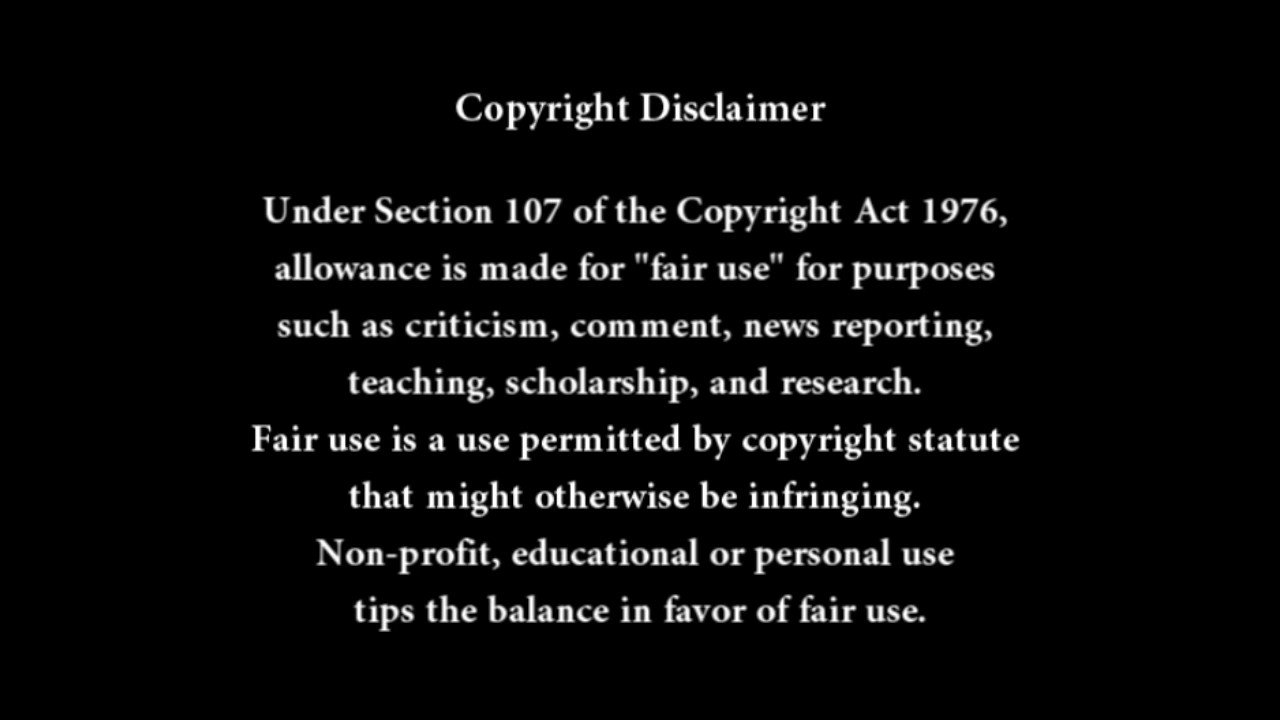 Copyright Disclaimer
Under Section 107 of the Copyright Act 1976,
allowance is made for "fair use" for purposes
such as criticism, comment, news reporting,
teaching, scholarship, and research.
Fair use is a use permitted by copyright statute
that might otherwise be infringing.
Non-profit, educational or personal use
tips the balance in favor of fair use.